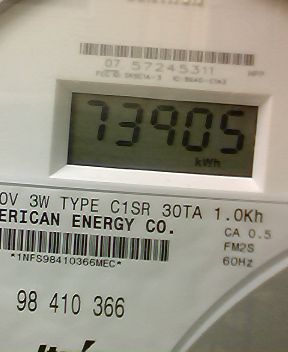 07 57245311
73905
kWh
0V 3W TYPE C1SR 30TA 1.0Kh
ERICAN ENERGY CO.
CA 0.5
FM2S
*1NFS98410366MEC*
60Hz
98 410 366